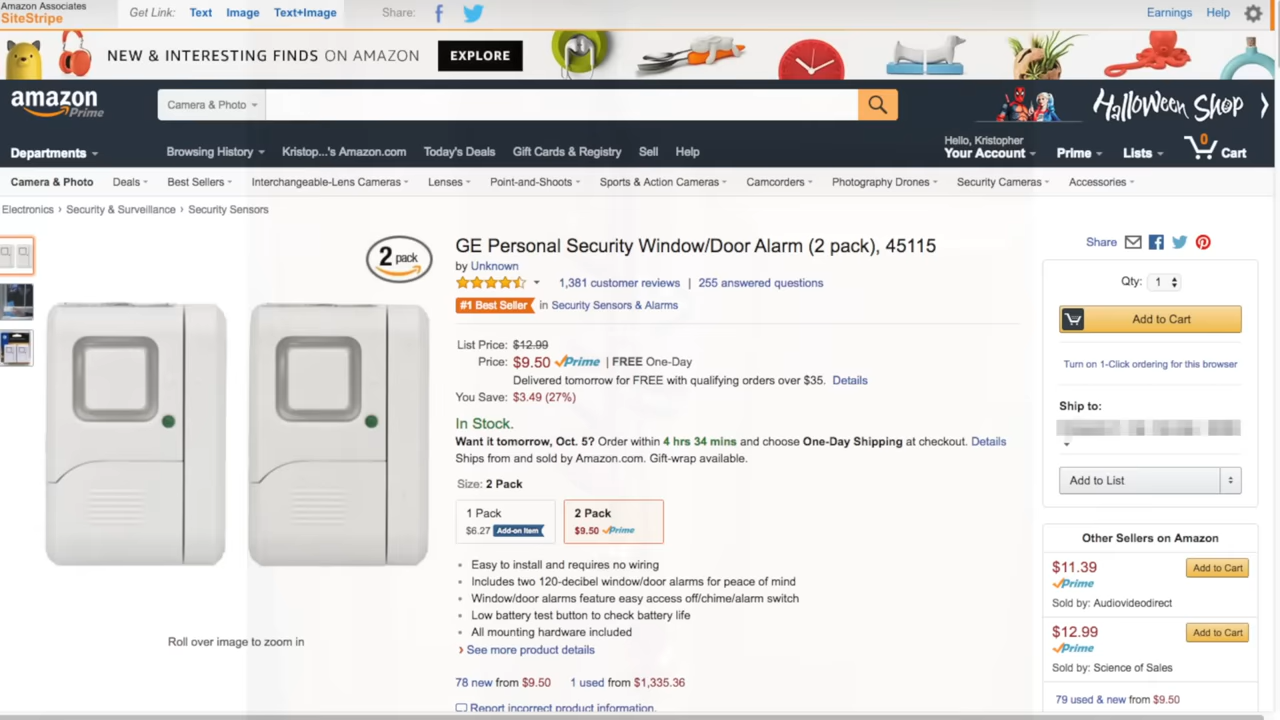 Amazon Associates
SiteStripe
Get Link: Text Image Text+Image Share: Earnings Help
NEW & INTERESTING FINDS ON AMAZON EXPLORE
amazon Prime
Camera & Photo
Halloween Shop
Departments
Browsing History Kristop...'s Amazon.com Today's Deals Gift Cards & Registry Sell Help
Hello, Kristopher
Your Account Prime Lists 0 Cart
Camera & Photo Deals Best Sellers Interchangeable-Lens Cameras Lenses Point-and-Shoots Sports & Action Cameras Camcorders Photography Drones Security Cameras Accessories
Electronics › Security & Surveillance › Security Sensors
2 pack
GE Personal Security Window/Door Alarm (2 pack), 45115
by Unknown
1,381 customer reviews | 255 answered questions
#1 Best Seller in Security Sensors & Alarms
List Price: $12.99
Price: $9.50 Prime | FREE One-Day
Delivered tomorrow for FREE with qualifying orders over $35. Details
You Save: $3.49 (27%)
In Stock.
Want it tomorrow, Oct. 5? Order within 4 hrs 34 mins and choose One-Day Shipping at checkout. Details
Ships from and sold by Amazon.com. Gift-wrap available.
Size: 2 Pack
1 Pack
$6.27 Add-on Item
2 Pack
$9.50 Prime
• Easy to install and requires no wiring
• Includes two 120-decibel window/door alarms for peace of mind
• Window/door alarms feature easy access off/chime/alarm switch
• Low battery test button to check battery life
• All mounting hardware included
› See more product details
78 new from $9.50 1 used from $1,335.36
Report incorrect product information.
Roll over image to zoom in
Share
Qty: 1
Add to Cart
Turn on 1-Click ordering for this browser
Ship to:
Add to List
Other Sellers on Amazon
$11.39 Add to Cart
Prime
Sold by: Audiovideodirect
$12.99 Add to Cart
Prime
Sold by: Science of Sales
79 used & new from $9.50